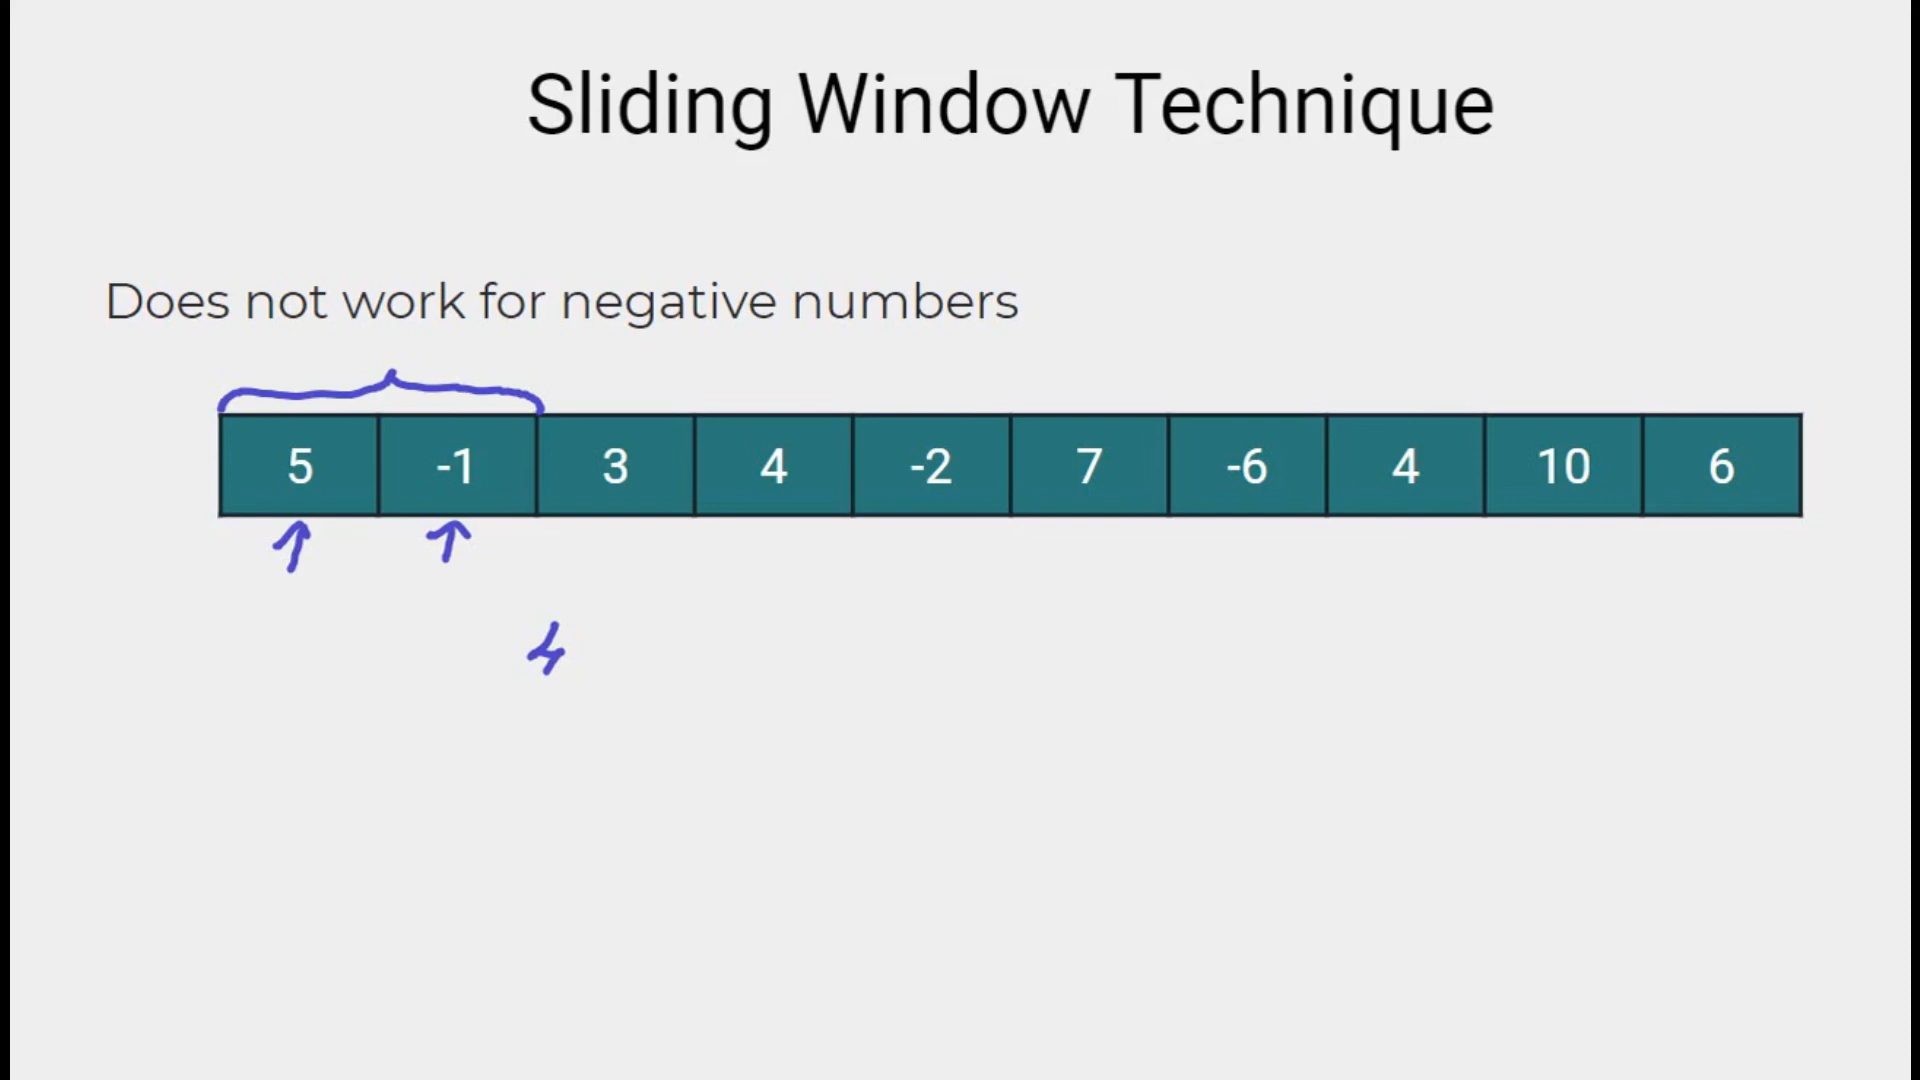 Sliding Window Technique
Does not work for negative numbers
5 -1 3 4 -2 7 -6 4 10 6
4